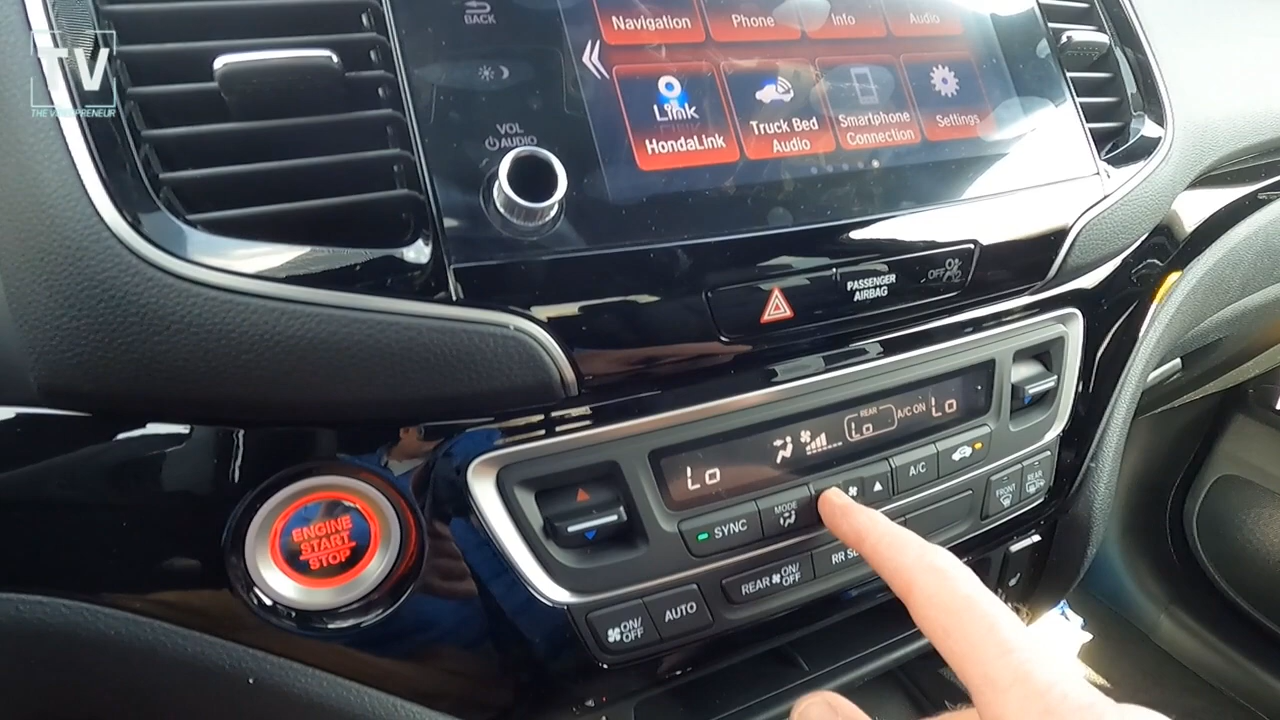 TV
THE VIDEOPRENEUR
BACK
VOL
AUDIO
Navigation
Phone
Info
Audio
Link
HondaLink
Truck Bed
Audio
Smartphone
Connection
Settings
PASSENGER
AIRBAG
OFF
Lo
REAR
Lo
A/C ON
Lo
SYNC
MODE
A/C
FRONT
REAR
REAR ON/
OFF
ON/
OFF
AUTO
ENGINE
START
STOP